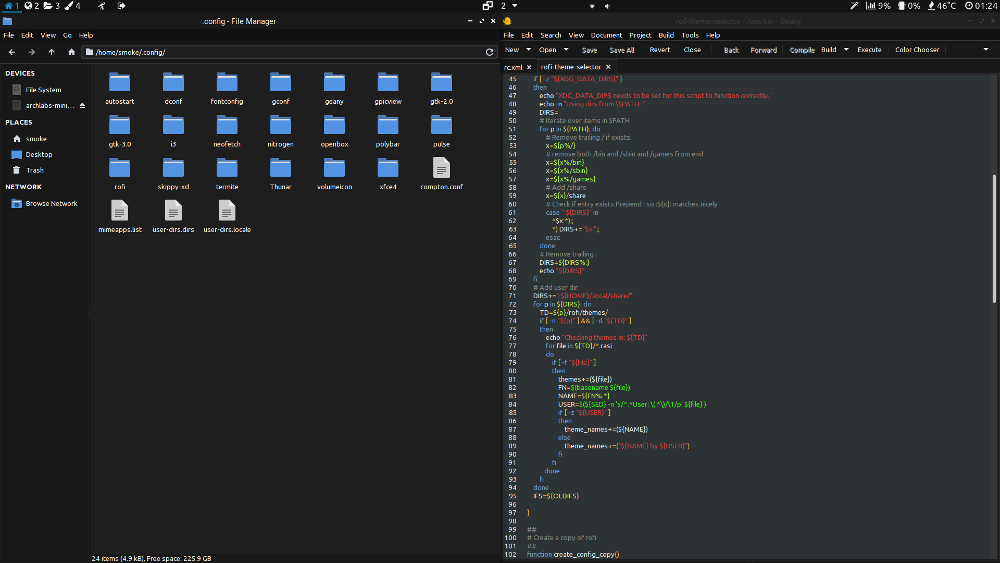 1 2 3 4
2
9% 0% 46°C 01:24
.config - File Manager
File Edit View Go Help
/home/smoke/.config/
DEVICES
File System
archlabs-mini...
PLACES
smoke
Desktop
Trash
NETWORK
Browse Network
autostart dconf fontconfig gconf geany gpicview gtk-2.0
gtk-3.0 i3 neofetch nitrogen openbox polybar pulse
rofi skippy-xd termite Thunar volumeicon xfce4 compton.conf
mimeapps.list user-dirs.dirs user-dirs.locale
24 items (4.9 kB), Free space: 225.9 GB
rofi-theme-selector - /usr/bin - Geany
File Edit Search View Document Project Build Tools Help
New Open Save Save All Revert Close Back Forward Compile Build Execute Color Chooser
rc.xml rofi-theme-selector
45 if [ -z "${XDG_DATA_DIRS}" ]
46 then
47 echo "XDG_DATA_DIRS needs to be set for this script to function correctly."
48 echo -n "Using dirs from \$PATH: "
49 DIRS=
50 # Iterate over items in $PATH
51 for p in ${PATH}; do
52 # Remove trailing / if exists.
53 x=${p%/}
54 # remove both /bin and /sbin and /games from end
55 x=${x%/bin}
56 x=${x%/sbin}
57 x=${x%/games}
58 # Add /share
59 x=${x}/share
60 # Check if entry exists Prepend : so :${x}: matches nicely
61 case ":${DIRS}" in
62 *:$x:*);;
63 *) DIRS+="$x:";;
64 esac
65 done
66 # Remove trailing :
67 DIRS=${DIRS%:}
68 echo "${DIRS}"
69 fi
70 # Add user dir.
71 DIRS+=":${HOME}/.local/share/"
72 for p in ${DIRS}; do
73 TD=${p}/rofi/themes/
74 if [ -n "${p}" ] && [ -d "${TD}" ]
75 then
76 echo "Checking themes in: ${TD}"
77 for file in ${TD}/*.rasi
78 do
79 if [ -f "${file}" ]
80 then
81 themes+=(${file})
82 FN=$(basename ${file})
83 NAME=${FN%.*}
84 USER=$(${SED} -n 's/^.*User: \(.*\)/\1/p' ${file} )
85 if [ -z "${USER}" ]
86 then
87 theme_names+=(${NAME})
88 else
89 theme_names+=("${NAME} by ${USER}")
90 fi
91 fi
92 done
93 fi
94 done
95 IFS=${OLDIFS}
96
97 }
98
99 ##
100 # Create a copy of rofi
101 ##
102 function create_config_copy()